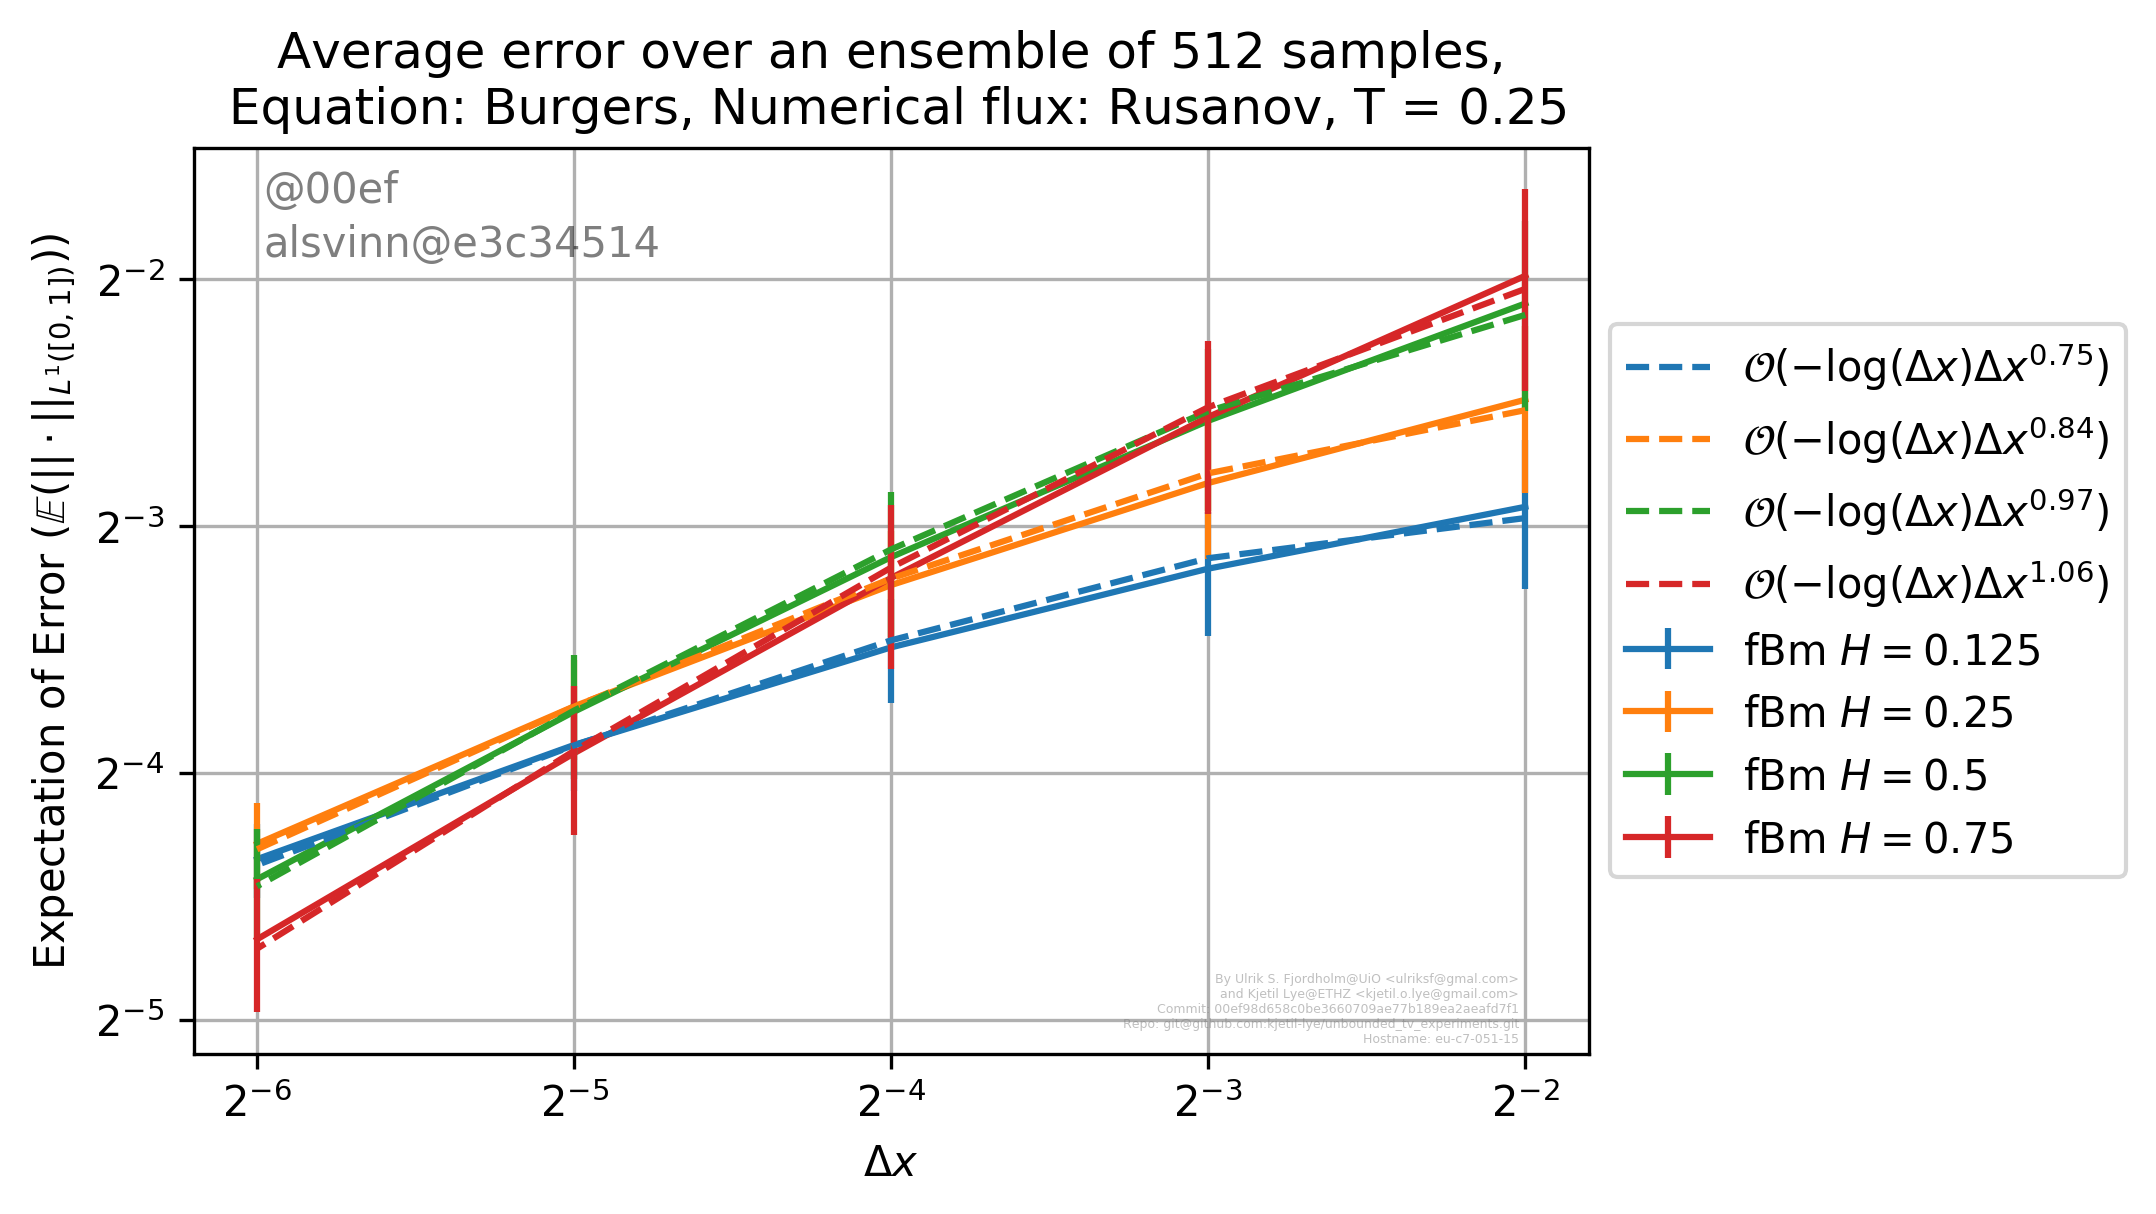 Average error over an ensemble of 512 samples,
Equation: Burgers, Numerical flux: Rusanov, T = 0.25
@00ef
alsvinn@e3c34514
Expectation of Error (𝔼(|| · ||_{L^1([0, 1])}))
2^{-2}
2^{-3}
2^{-4}
2^{-5}
2^{-6}
2^{-5}
2^{-4}
2^{-3}
2^{-2}
Δx
By Ulrik S. Fjordholm@UiO <ulriksf@gmal.com>
and Kjetil Lye@ETHZ <kjetil.o.lye@gmail.com>
Commit: 00ef98d658c0be3660709ae77b189ea2aeafd7f1
Repo: git@github.com:kjetil-lye/unbounded_tv_experiments.git
Hostname: eu-c7-051-15
𝒪(−log(Δx)Δx^{0.75})
𝒪(−log(Δx)Δx^{0.84})
𝒪(−log(Δx)Δx^{0.97})
𝒪(−log(Δx)Δx^{1.06})
fBm H = 0.125
fBm H = 0.25
fBm H = 0.5
fBm H = 0.75